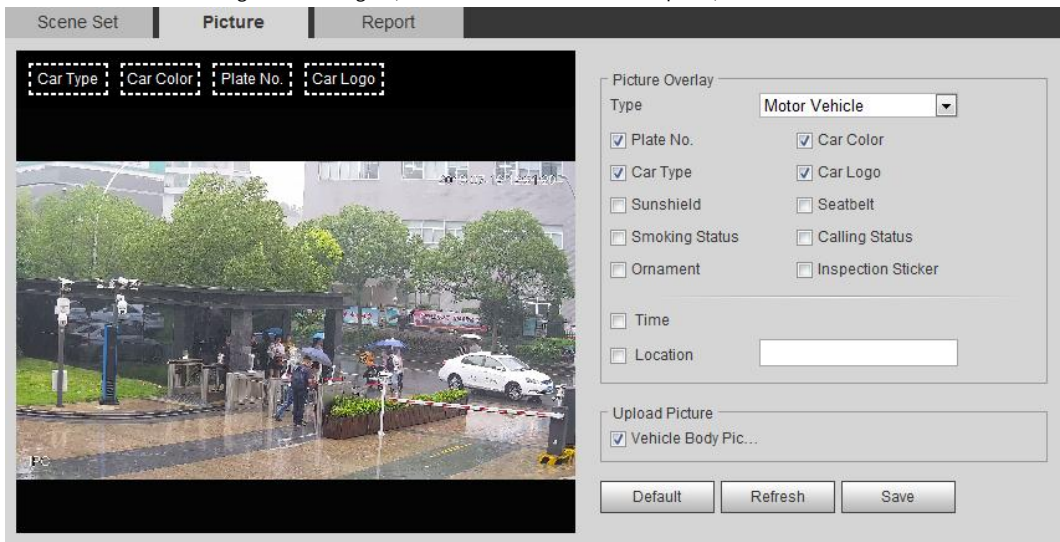 Scene Set Picture Report
Car Type Car Color Plate No. Car Logo
Picture Overlay
Type Motor Vehicle
Plate No. Car Color
Car Type Car Logo
Sunshield Seatbelt
Smoking Status Calling Status
Ornament Inspection Sticker
Time
Location
Upload Picture
Vehicle Body Pic...
Default Refresh Save
IPC